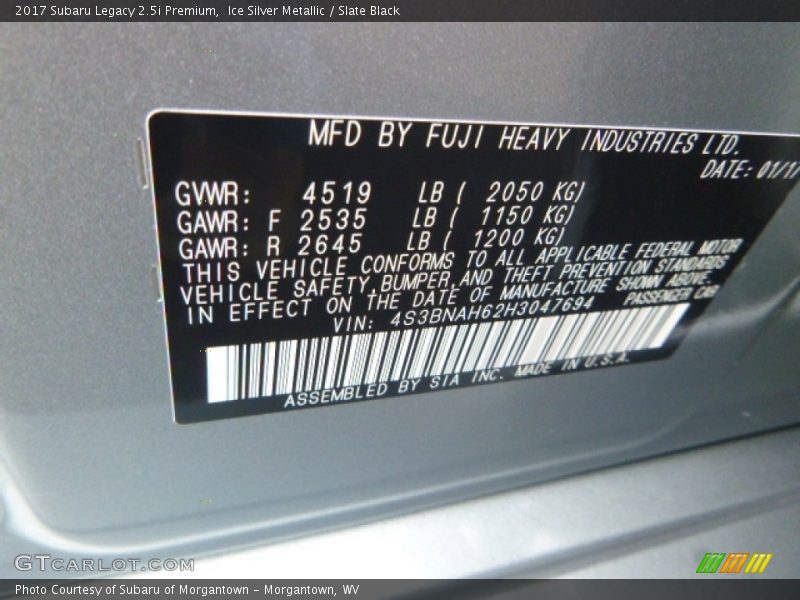 2017 Subaru Legacy 2.5i Premium,  Ice Silver Metallic / Slate Black
MFD BY FUJI HEAVY INDUSTRIES LTD.
DATE: 01/17
GVWR: 4519 LB ( 2050 KG)
GAWR: F 2535 LB ( 1150 KG)
GAWR: R 2645 LB ( 1200 KG)
THIS VEHICLE CONFORMS TO ALL APPLICABLE FEDERAL MOTOR
VEHICLE SAFETY,BUMPER,AND THEFT PREVENTION STANDARDS
IN EFFECT ON THE DATE OF MANUFACTURE SHOWN ABOVE.
VIN: 4S3BNAH62H3047694 PASSENGER CAR
ASSEMBLED BY SIA INC. MADE IN U.S.A.
GTCARLOT.COM
Photo Courtesy of Subaru of Morgantown - Morgantown, WV